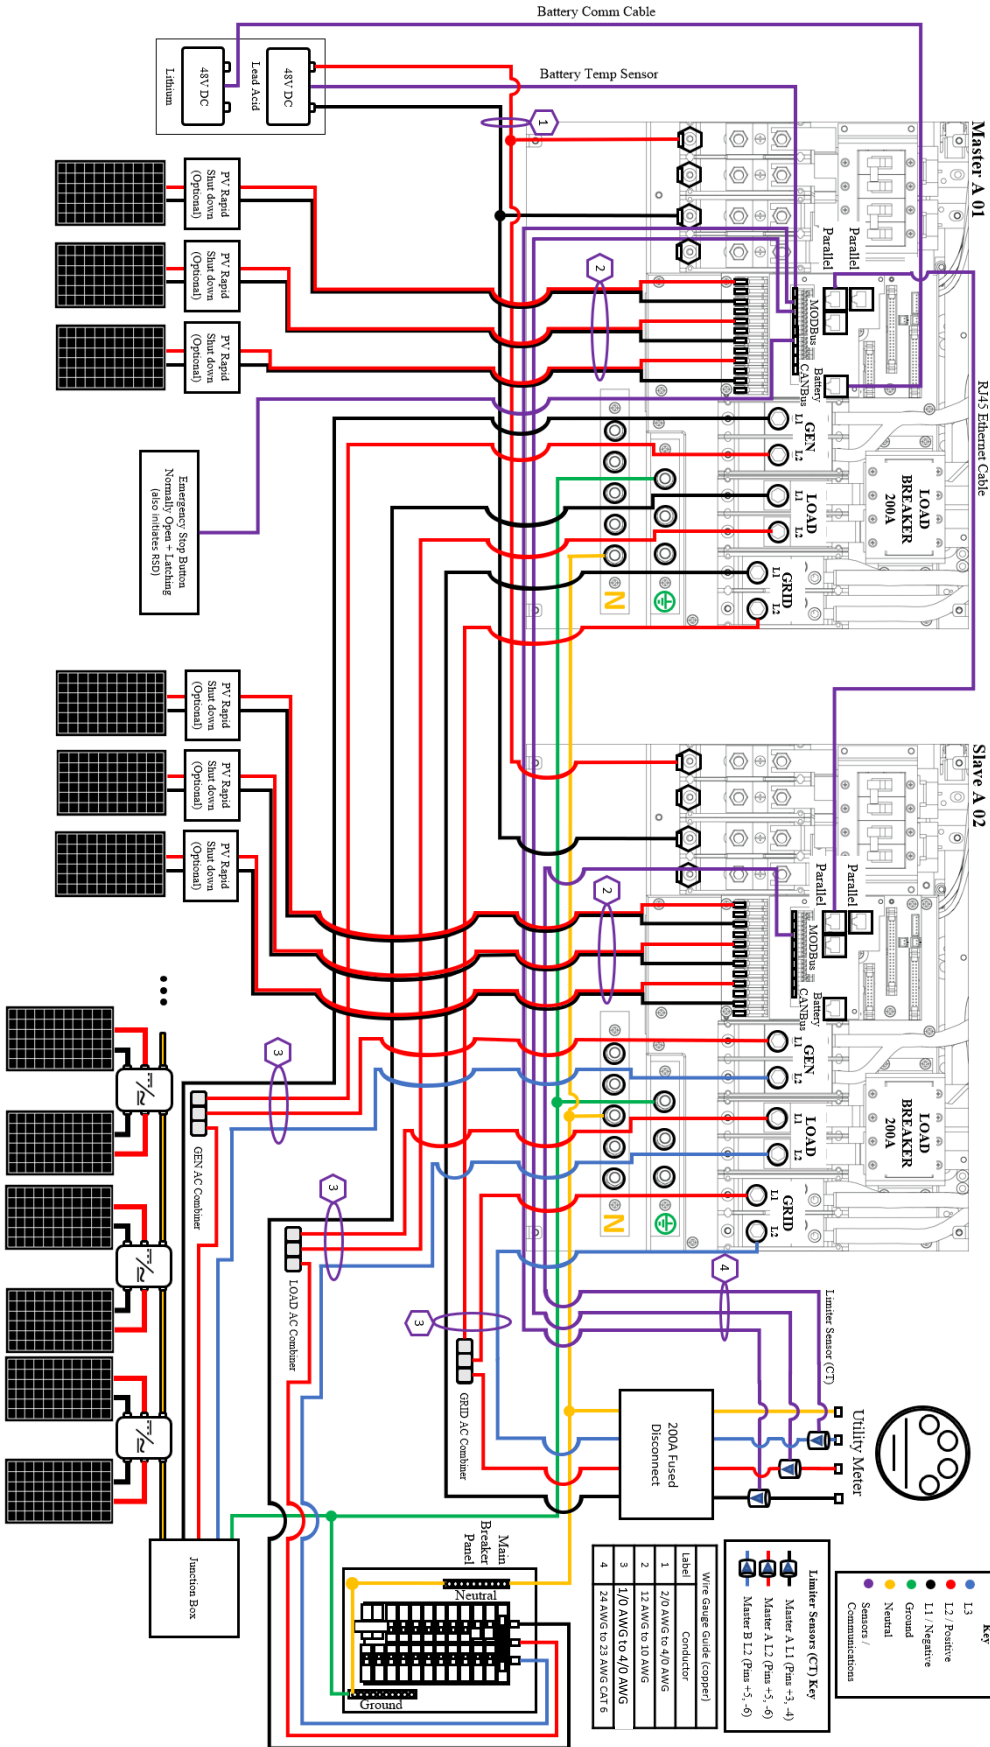 Battery Comm Cable
Battery Temp Sensor
48V DC
Lithium
48V DC
Lead Acid
1
Master A 01
Parallel
Parallel
MODBus
CANBus
Battery
RJ45 Ethernet Cable
PV Rapid
Shut down
(Optional)
PV Rapid
Shut down
(Optional)
PV Rapid
Shut down
(Optional)
2
L1
GEN
L2
L1
LOAD
L2
L1
GRID
L2
LOAD
BREAKER
200A
N
Emergency Stop Button
Normally Open + Latching
(also initiates RSD)
Slave A 02
Parallel
Parallel
MODBus
CANBus
Battery
PV Rapid
Shut down
(Optional)
PV Rapid
Shut down
(Optional)
PV Rapid
Shut down
(Optional)
2
L1
GEN
L2
L1
LOAD
L2
L1
GRID
L2
LOAD
BREAKER
200A
N
3
GEN AC Combiner
3
LOAD AC Combiner
3
GRID AC Combiner
4
Limiter Sensor (CT)
Utility Meter
200A Fused
Disconnect
Junction Box
Main
Breaker
Panel
Neutral
Ground
Wire Gauge Guide (copper)
Label Conductor
1 2/0 AWG to 4/0 AWG
2 12 AWG to 10 AWG
3 1/0 AWG to 4/0 AWG
4 24 AWG to 23 AWG CAT 6
Limiter Sensors (CT) Key
Master A L1 (Pins +3, -4)
Master A L2 (Pins +5, -6)
Master B L2 (Pins +5, -6)
Key
L3
L2 / Positive
L1 / Negative
Ground
Neutral
Sensors /
Communications